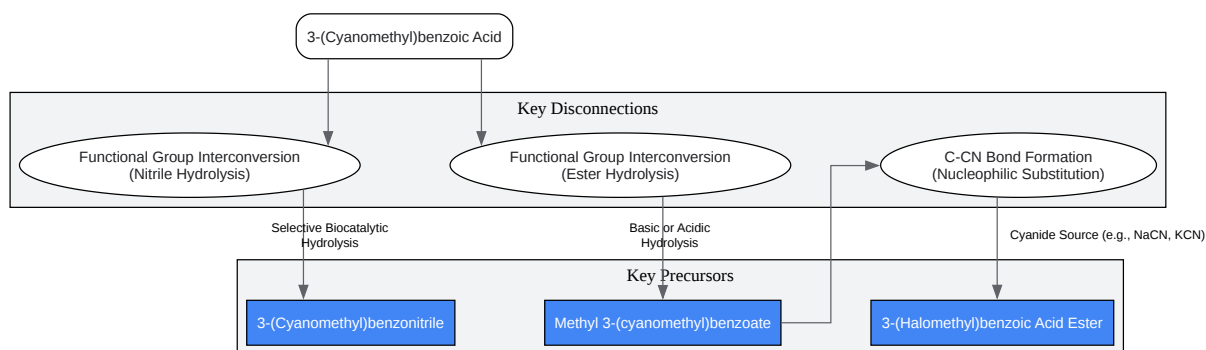 3-(Cyanomethyl)benzoic Acid
Key Disconnections
Functional Group Interconversion
(Nitrile Hydrolysis)
Functional Group Interconversion
(Ester Hydrolysis)
C-CN Bond Formation
(Nucleophilic Substitution)
Selective Biocatalytic
Hydrolysis
Basic or Acidic
Hydrolysis
Cyanide Source (e.g., NaCN, KCN)
Key Precursors
3-(Cyanomethyl)benzonitrile
Methyl 3-(cyanomethyl)benzoate
3-(Halomethyl)benzoic Acid Ester